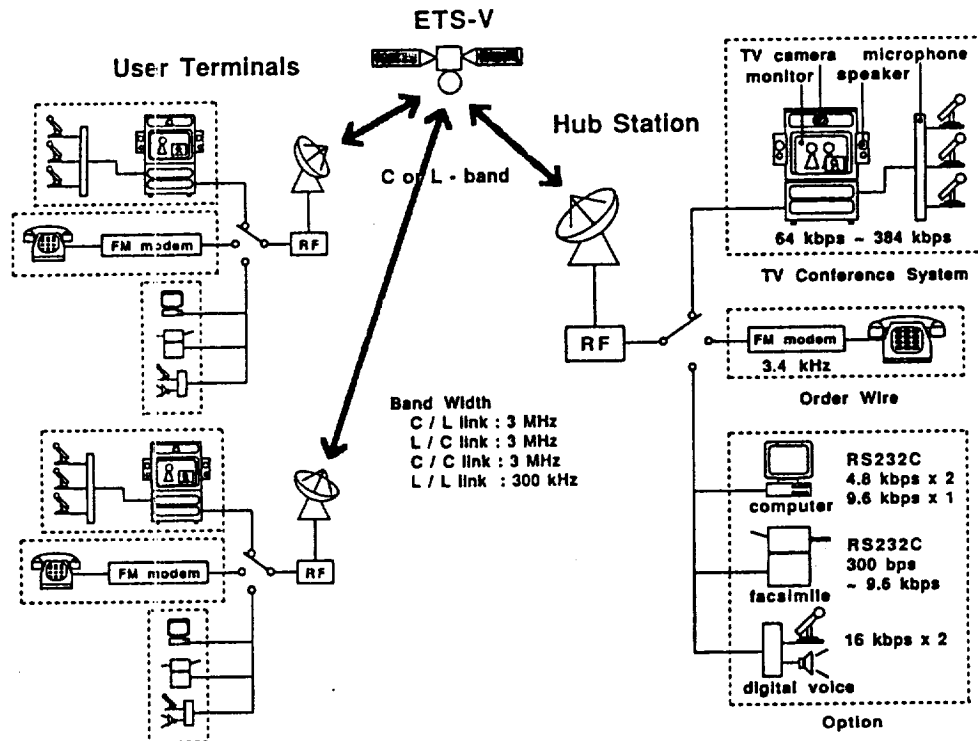 ETS-V
User Terminals
Hub Station
C or L - band
FM modem
RF
Band Width
C / L link : 3 MHz
L / C link : 3 MHz
C / C link : 3 MHz
L / L link : 300 kHz
FM modem
RF
TV camera microphone
monitor speaker
64 kbps ~ 384 kbps
TV Conference System
RF
FM modem
3.4 kHz
Order Wire
computer
RS232C
4.8 kbps x 2
9.6 kbps x 1
facsimile
RS232C
300 bps
~ 9.6 kbps
digital voice
16 kbps x 2
Option